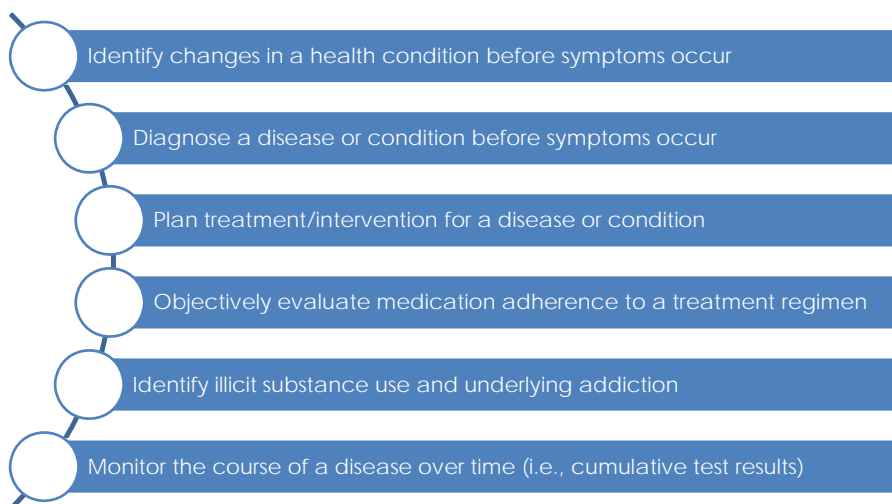 Identify changes in a health condition before symptoms occur
Diagnose a disease or condition before symptoms occur
Plan treatment/intervention for a disease or condition
Objectively evaluate medication adherence to a treatment regimen
Identify illicit substance use and underlying addiction
Monitor the course of a disease over time (i.e., cumulative test results)